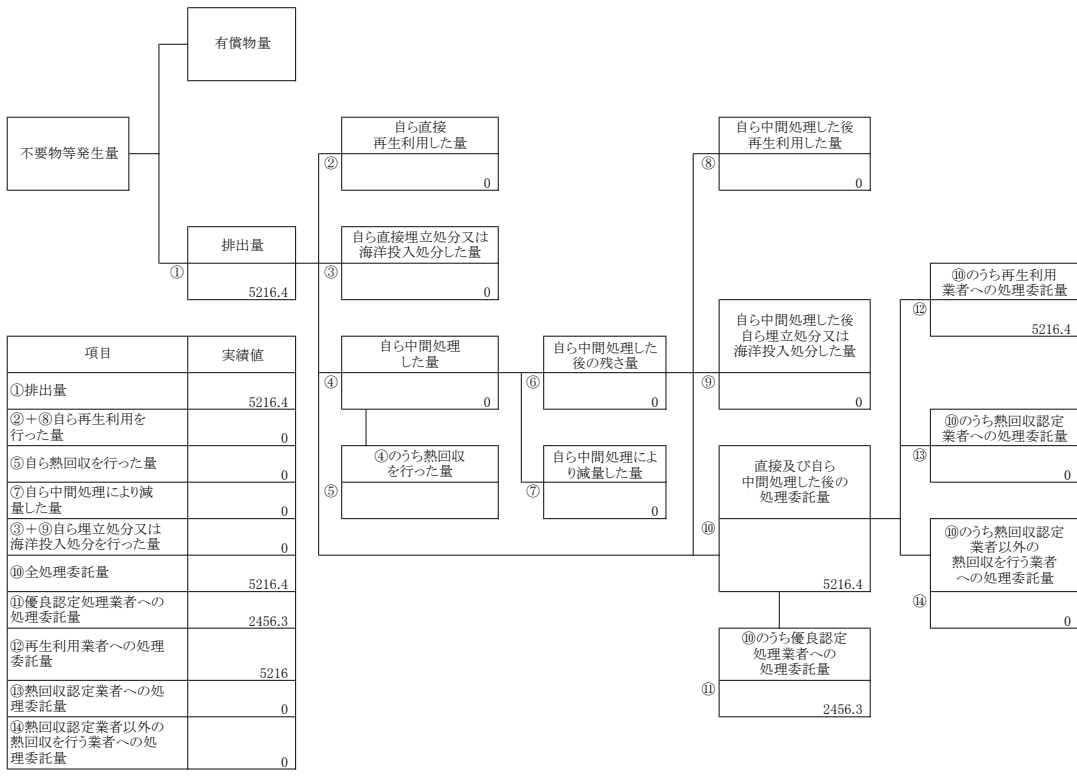 有償物量
不要物等発生量
自ら直接
再生利用した量
②
0
自ら中間処理した後
再生利用した量
⑧
0
排出量
①
5216.4
自ら直接埋立処分又は
海洋投入処分した量
③
0
⑩のうち再生利用
業者への処理委託量
⑫
5216.4
自ら中間処理
した量
④
0
自ら中間処理した
後の残さ量
⑥
0
自ら中間処理した後
自ら埋立処分又は
海洋投入処分した量
⑨
0
④のうち熱回収
を行った量
⑤
自ら中間処理によ
り減量した量
⑦
0
直接及び自ら
中間処理した後の
処理委託量
⑩
5216.4
⑩のうち熱回収認定
業者への処理委託量
⑬
0
⑩のうち熱回収認定
業者以外の
熱回収を行う業者
への処理委託量
⑭
0
⑩のうち優良認定
処理業者への
処理委託量
⑪
2456.3
項目 実績値
①排出量
5216.4
②+⑧自ら再生利用を
行った量
0
⑤自ら熱回収を行った量
0
⑦自ら中間処理により減
量した量
0
③+⑨自ら埋立処分又は
海洋投入処分を行った量
0
⑩全処理委託量
5216.4
⑪優良認定処理業者への
処理委託量
2456.3
⑫再生利用業者への処理
委託量
5216
⑬熱回収認定業者への処
理委託量
0
⑭熱回収認定業者以外の
熱回収を行う業者への処
理委託量
0